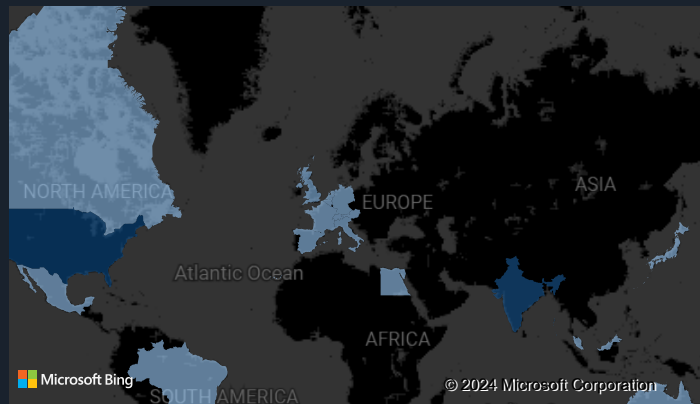 NORTH AMERICA
ASIA
EUROPE
Atlantic Ocean
AFRICA
Microsoft Bing
© 2024 Microsoft Corporation
SOUTH AMERICA